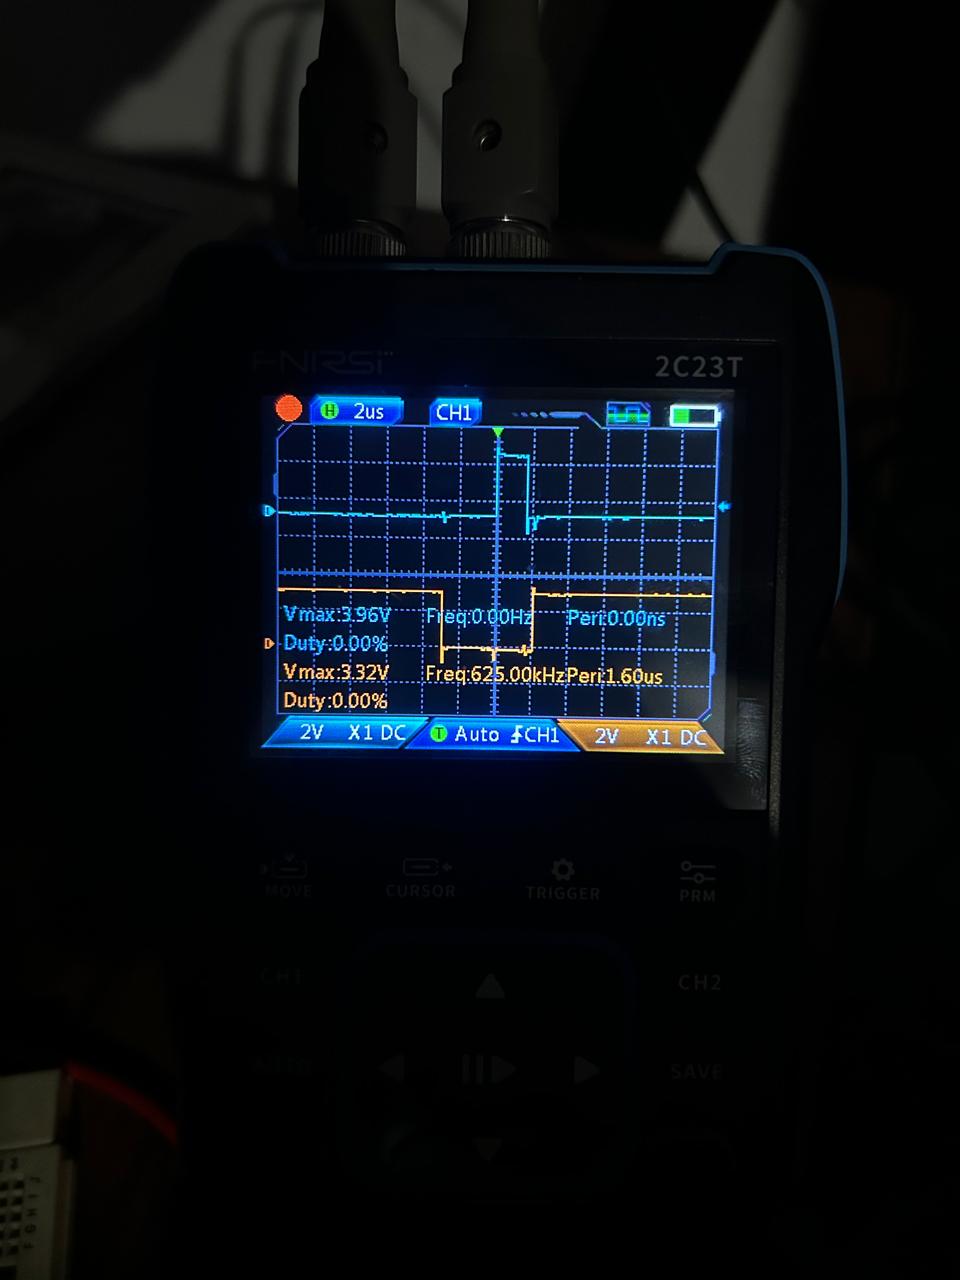 FNIRSI
2C23T
H 2us CH1
Vmax:3.96V Freq:0.00Hz Peri:0.00ns
Duty:0.00%
Vmax:3.32V Freq:625.00kHz Peri:1.60us
Duty:0.00%
2V X1 DC T Auto CH1 2V X1 DC
MOVE CURSOR TRIGGER PRM
CH1 CH2
AUTO SAVE
F G H I J